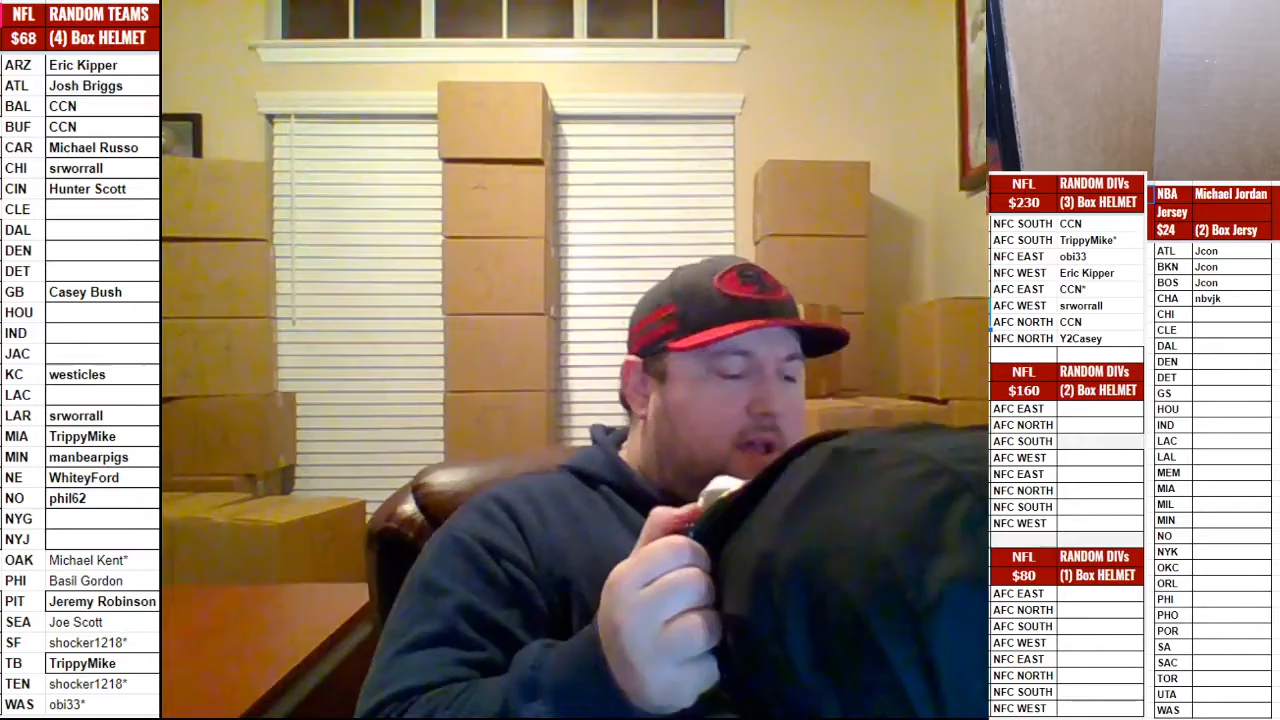 NFL RANDOM TEAMS
$68 (4) Box HELMET
ARZ Eric Kipper
ATL Josh Briggs
BAL CCN
BUF CCN
CAR Michael Russo
CHI srworrall
CIN Hunter Scott
CLE
DAL
DEN
DET
GB Casey Bush
HOU
IND
JAC
KC westicles
LAC
LAR srworrall
MIA TrippyMike
MIN manbearpigs
NE WhiteyFord
NO phil62
NYG
NYJ
OAK Michael Kent*
PHI Basil Gordon
PIT Jeremy Robinson
SEA Joe Scott
SF shocker1218*
TB TrippyMike
TEN shocker1218*
WAS obi33*
NFL RANDOM DIVs
$230 (3) Box HELMET
NFC SOUTH CCN
AFC SOUTH TrippyMike*
NFC EAST obi33
NFC WEST Eric Kipper
AFC EAST CCN*
AFC WEST srworrall
AFC NORTH CCN
NFC NORTH Y2Casey
NFL RANDOM DIVs
$160 (2) Box HELMET
AFC EAST
AFC NORTH
AFC SOUTH
AFC WEST
NFC EAST
NFC NORTH
NFC SOUTH
NFC WEST
NFL RANDOM DIVs
$80 (1) Box HELMET
AFC EAST
AFC NORTH
AFC SOUTH
AFC WEST
NFC EAST
NFC NORTH
NFC SOUTH
NFC WEST
NBA Michael Jordan
Jersey
$24 (2) Box Jersy
ATL Jcon
BKN Jcon
BOS Jcon
CHA nbvjk
CHI
CLE
DAL
DEN
DET
GS
HOU
IND
LAC
LAL
MEM
MIA
MIL
MIN
NO
NYK
OKC
ORL
PHI
PHO
POR
SA
SAC
TOR
UTA
WAS